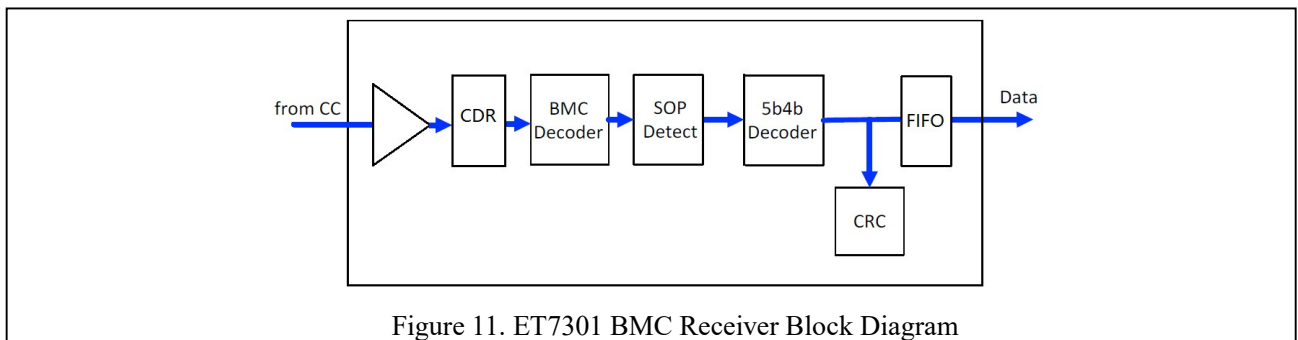 from CC
CDR
BMC
Decoder
SOP
Detect
5b4b
Decoder
FIFO
Data
CRC
Figure 11. ET7301 BMC Receiver Block Diagram